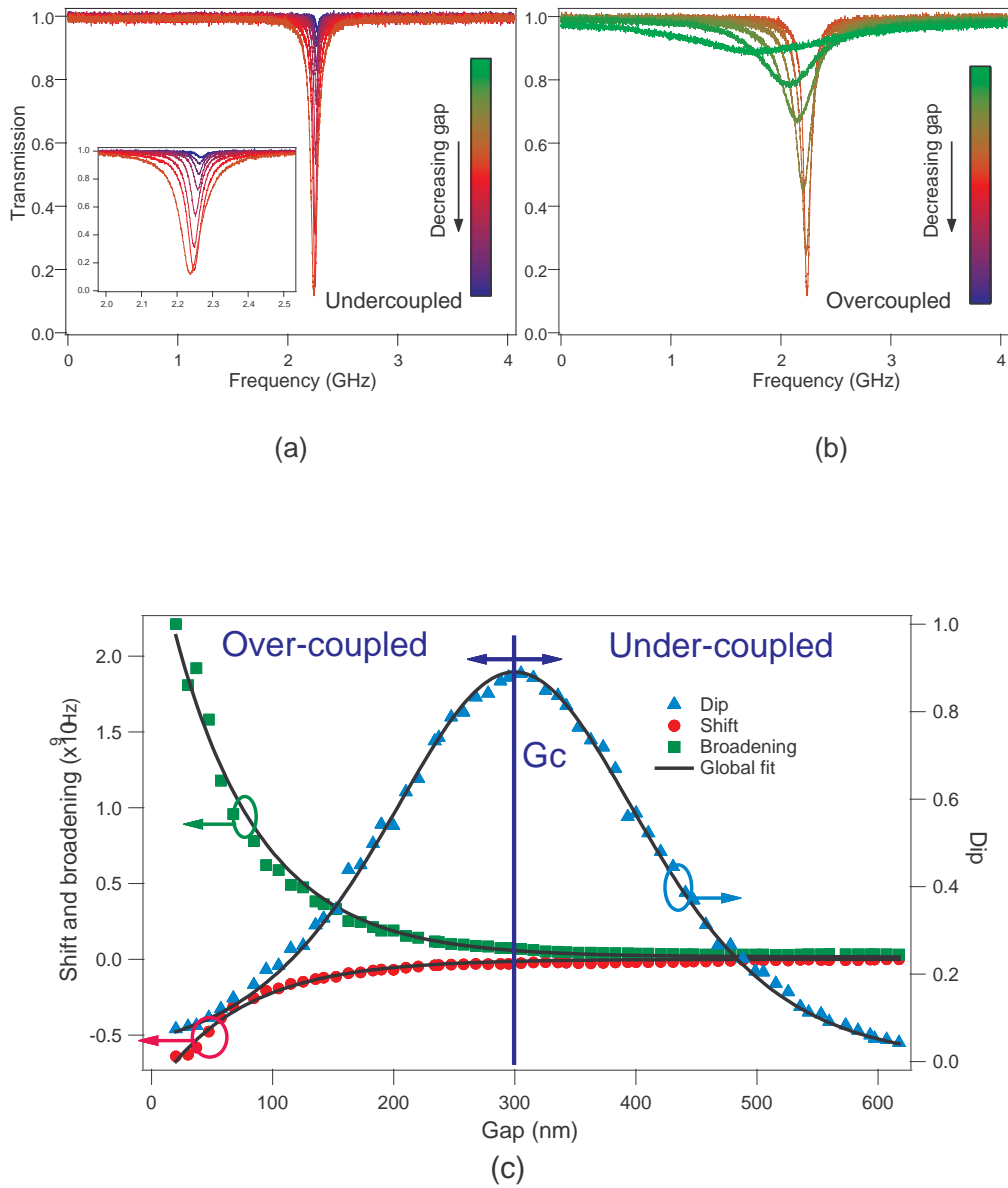 1.0
0.8
0.6
0.4
0.2
0.0
Transmission
1.0
0.8
0.6
0.4
0.2
0.0
2.0 2.1 2.2 2.3 2.4 2.5
Decreasing gap
Undercoupled
0 1 2 3 4
Frequency (GHz)
(a)
1.0
0.8
0.6
0.4
0.2
0.0
Decreasing gap
Overcoupled
0 1 2 3 4
Frequency (GHz)
(b)
Over-coupled
Under-coupled
Gc
Dip
Shift
Broadening
Global fit
2.0
1.5
1.0
0.5
0.0
-0.5
Shift and broadening (x10⁹Hz)
1.0
0.8
0.6
0.4
0.2
0.0
Dip
0 100 200 300 400 500 600
Gap (nm)
(c)